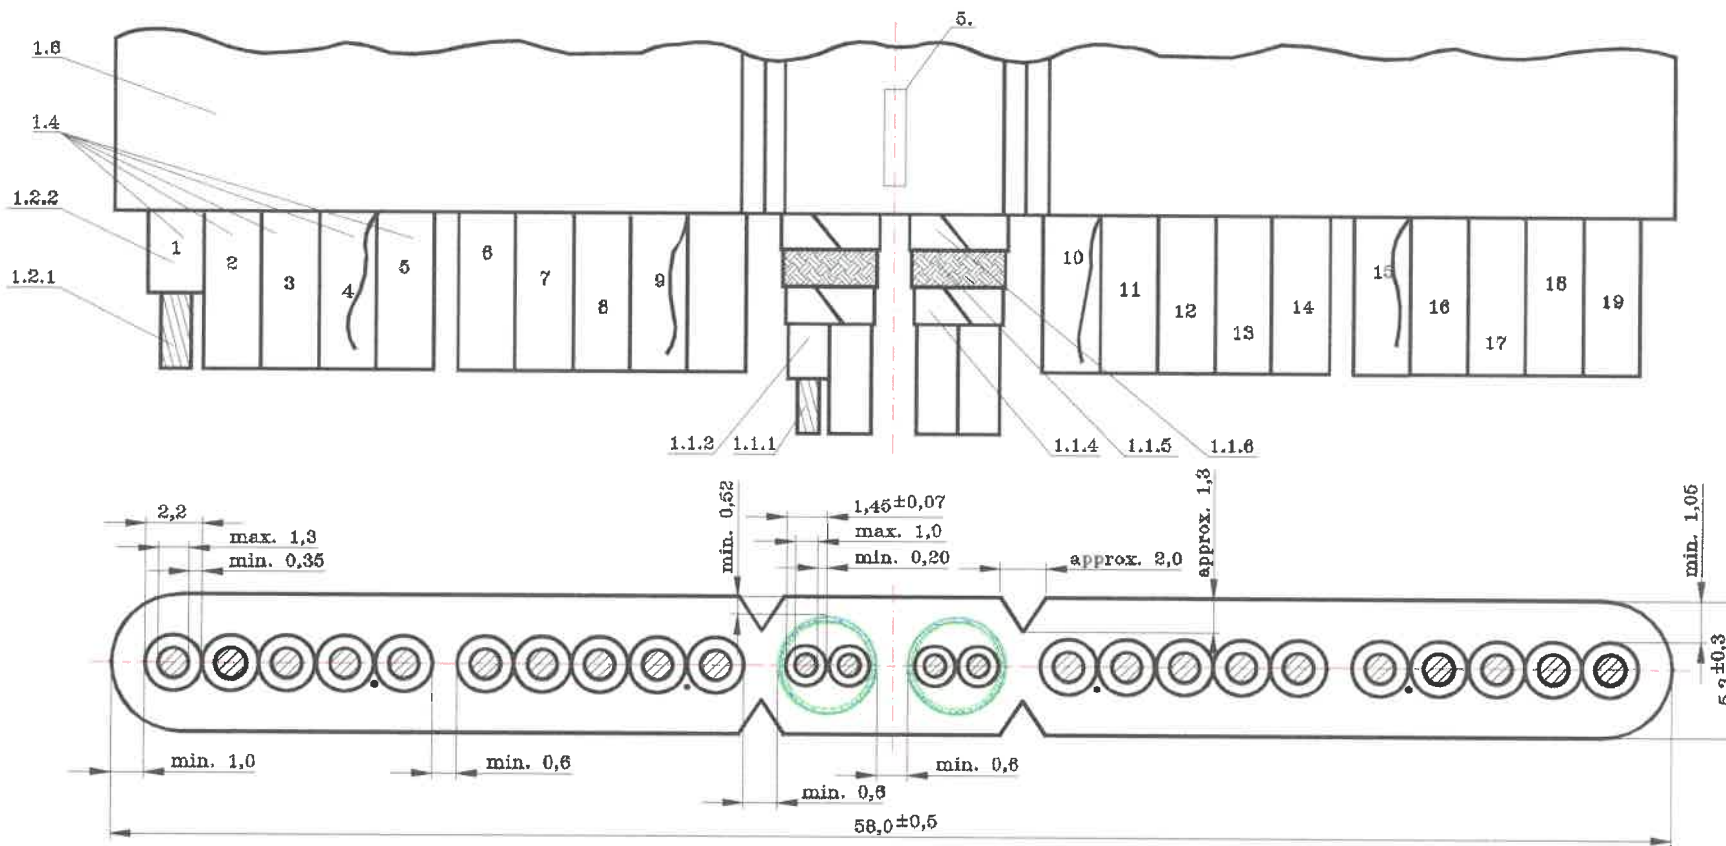 5.
1.6
1.4
1.2.2
1.2.1
1
2
3
4
5
6
7
8
9
10
11
12
13
14
15
16
17
18
19
1.1.2
1.1.1
1.1.4
1.1.5
1.1.6
2,2
max. 1,3
min. 0,35
min. 0,52
1,45±0,07
max. 1,0
min. 0,20
approx. 2,0
approx. 1,3
min. 1,05
5,2±0,3
min. 1,0
min. 0,6
min. 0,6
min. 0,6
58,0±0,5